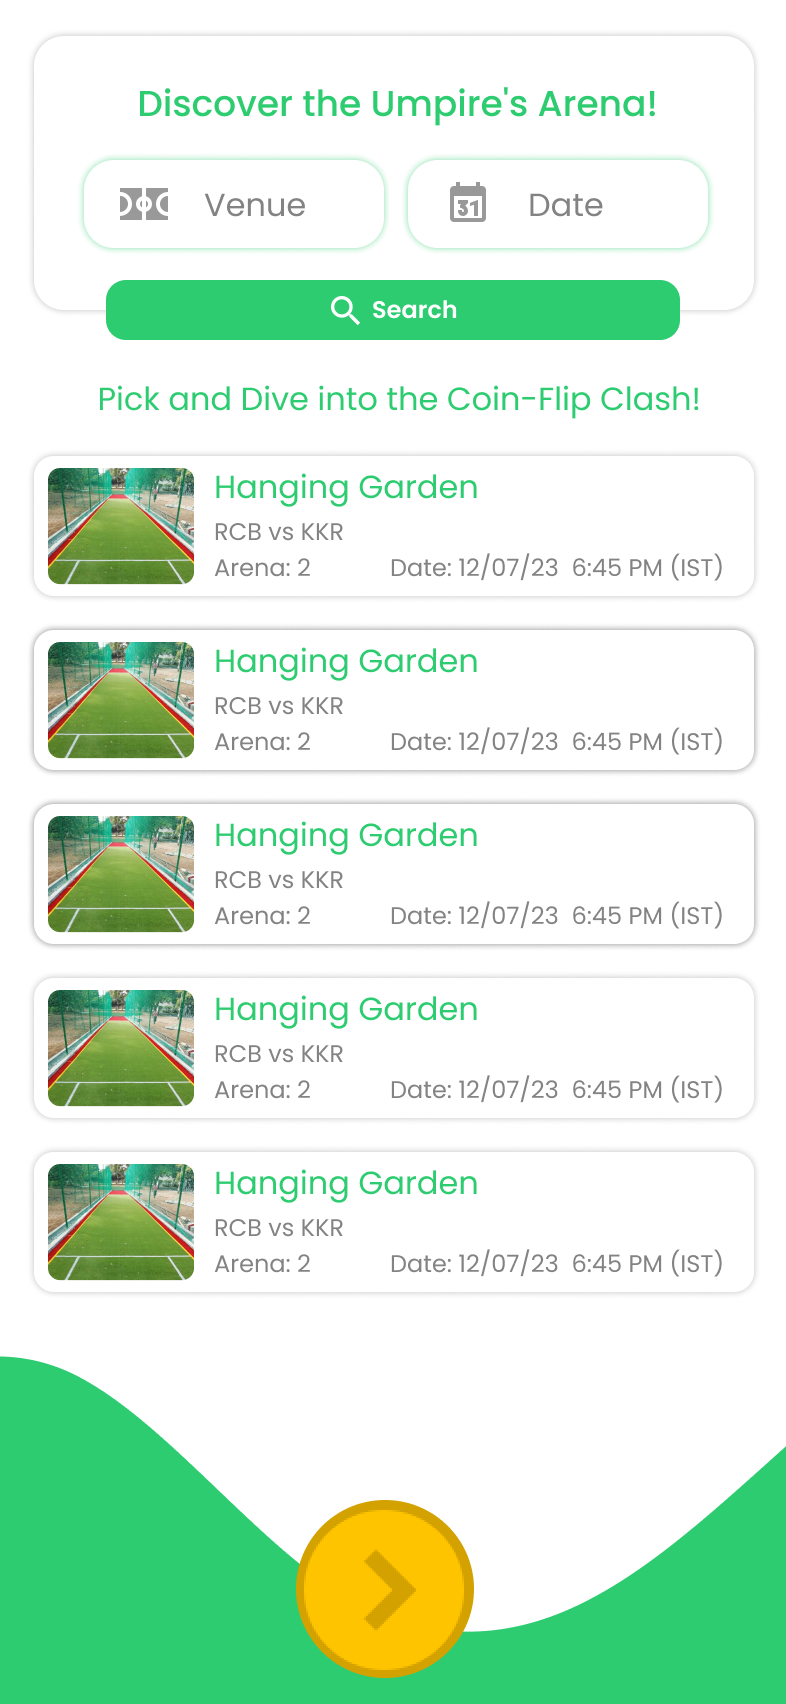 Discover the Umpire's Arena!
Venue
31 Date
Search
Pick and Dive into the Coin-Flip Clash!
Hanging Garden
RCB vs KKR
Arena: 2 Date: 12/07/23 6:45 PM (IST)
Hanging Garden
RCB vs KKR
Arena: 2 Date: 12/07/23 6:45 PM (IST)
Hanging Garden
RCB vs KKR
Arena: 2 Date: 12/07/23 6:45 PM (IST)
Hanging Garden
RCB vs KKR
Arena: 2 Date: 12/07/23 6:45 PM (IST)
Hanging Garden
RCB vs KKR
Arena: 2 Date: 12/07/23 6:45 PM (IST)